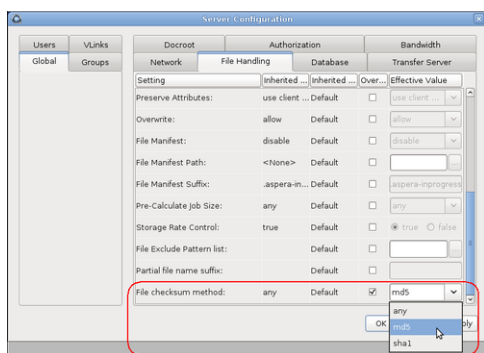 Server Configuration
Users VLinks Docroot Authorization Bandwidth
Global Groups Network File Handling Database Transfer Server
Setting Inherited ... Inherited ... Over... Effective Value
Preserve Attributes: use client ... Default use client ...
Overwrite: allow Default allow
File Manifest: disable Default disable
File Manifest Path: <None> Default ...
File Manifest Suffix: .aspera-in... Default .aspera-inprogress
Pre-Calculate Job Size: any Default any
Storage Rate Control: true Default true false
File Exclude Pattern list: Default ...
Partial file name suffix: Default
File checksum method: any Default md5
any
OK md5 ply
sha1